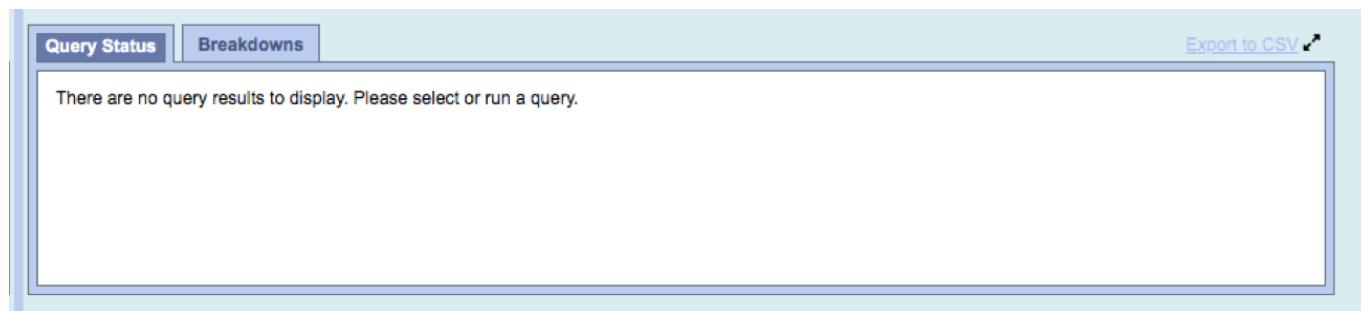 Query Status Breakdowns Export to CSV
There are no query results to display. Please select or run a query.